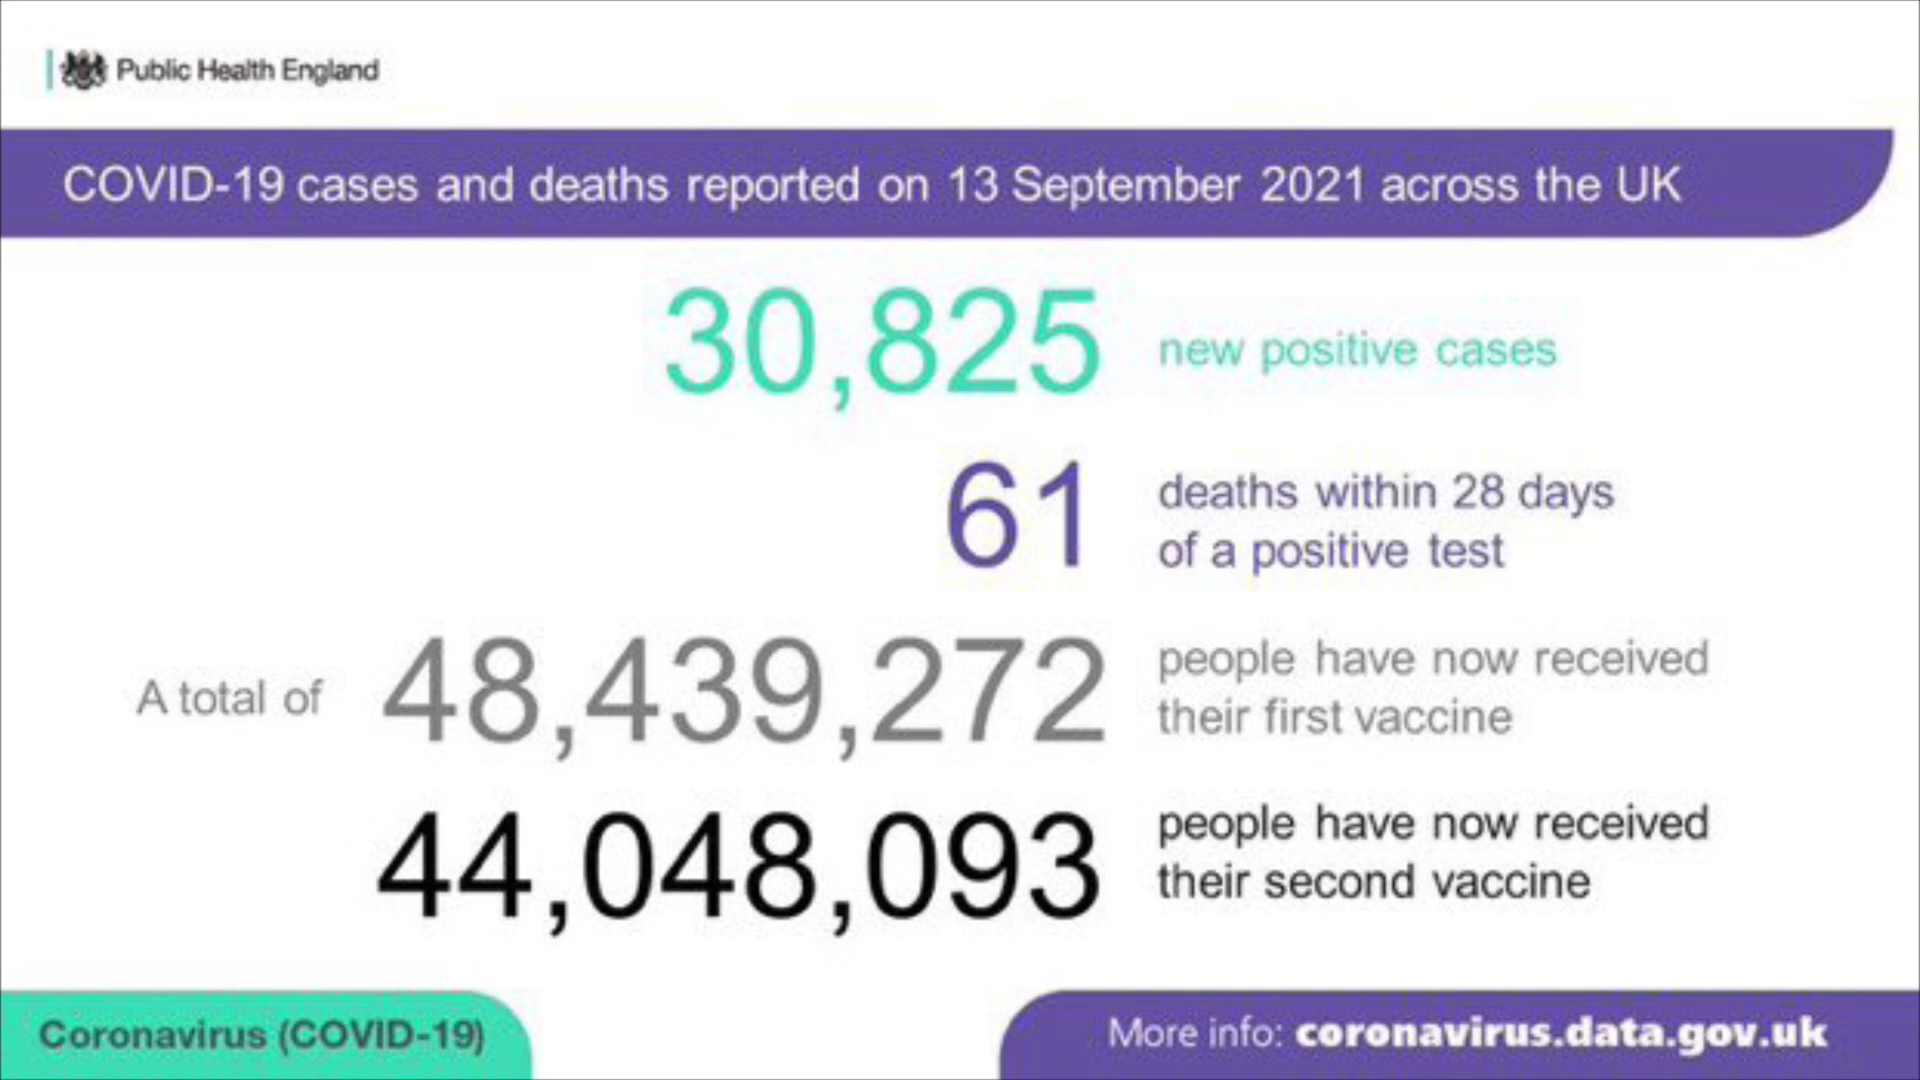 Public Health England
COVID-19 cases and deaths reported on 13 September 2021 across the UK
30,825 new positive cases
61 deaths within 28 days
of a positive test
A total of 48,439,272 people have now received
their first vaccine
44,048,093 people have now received
their second vaccine
Coronavirus (COVID-19)
More info: coronavirus.data.gov.uk